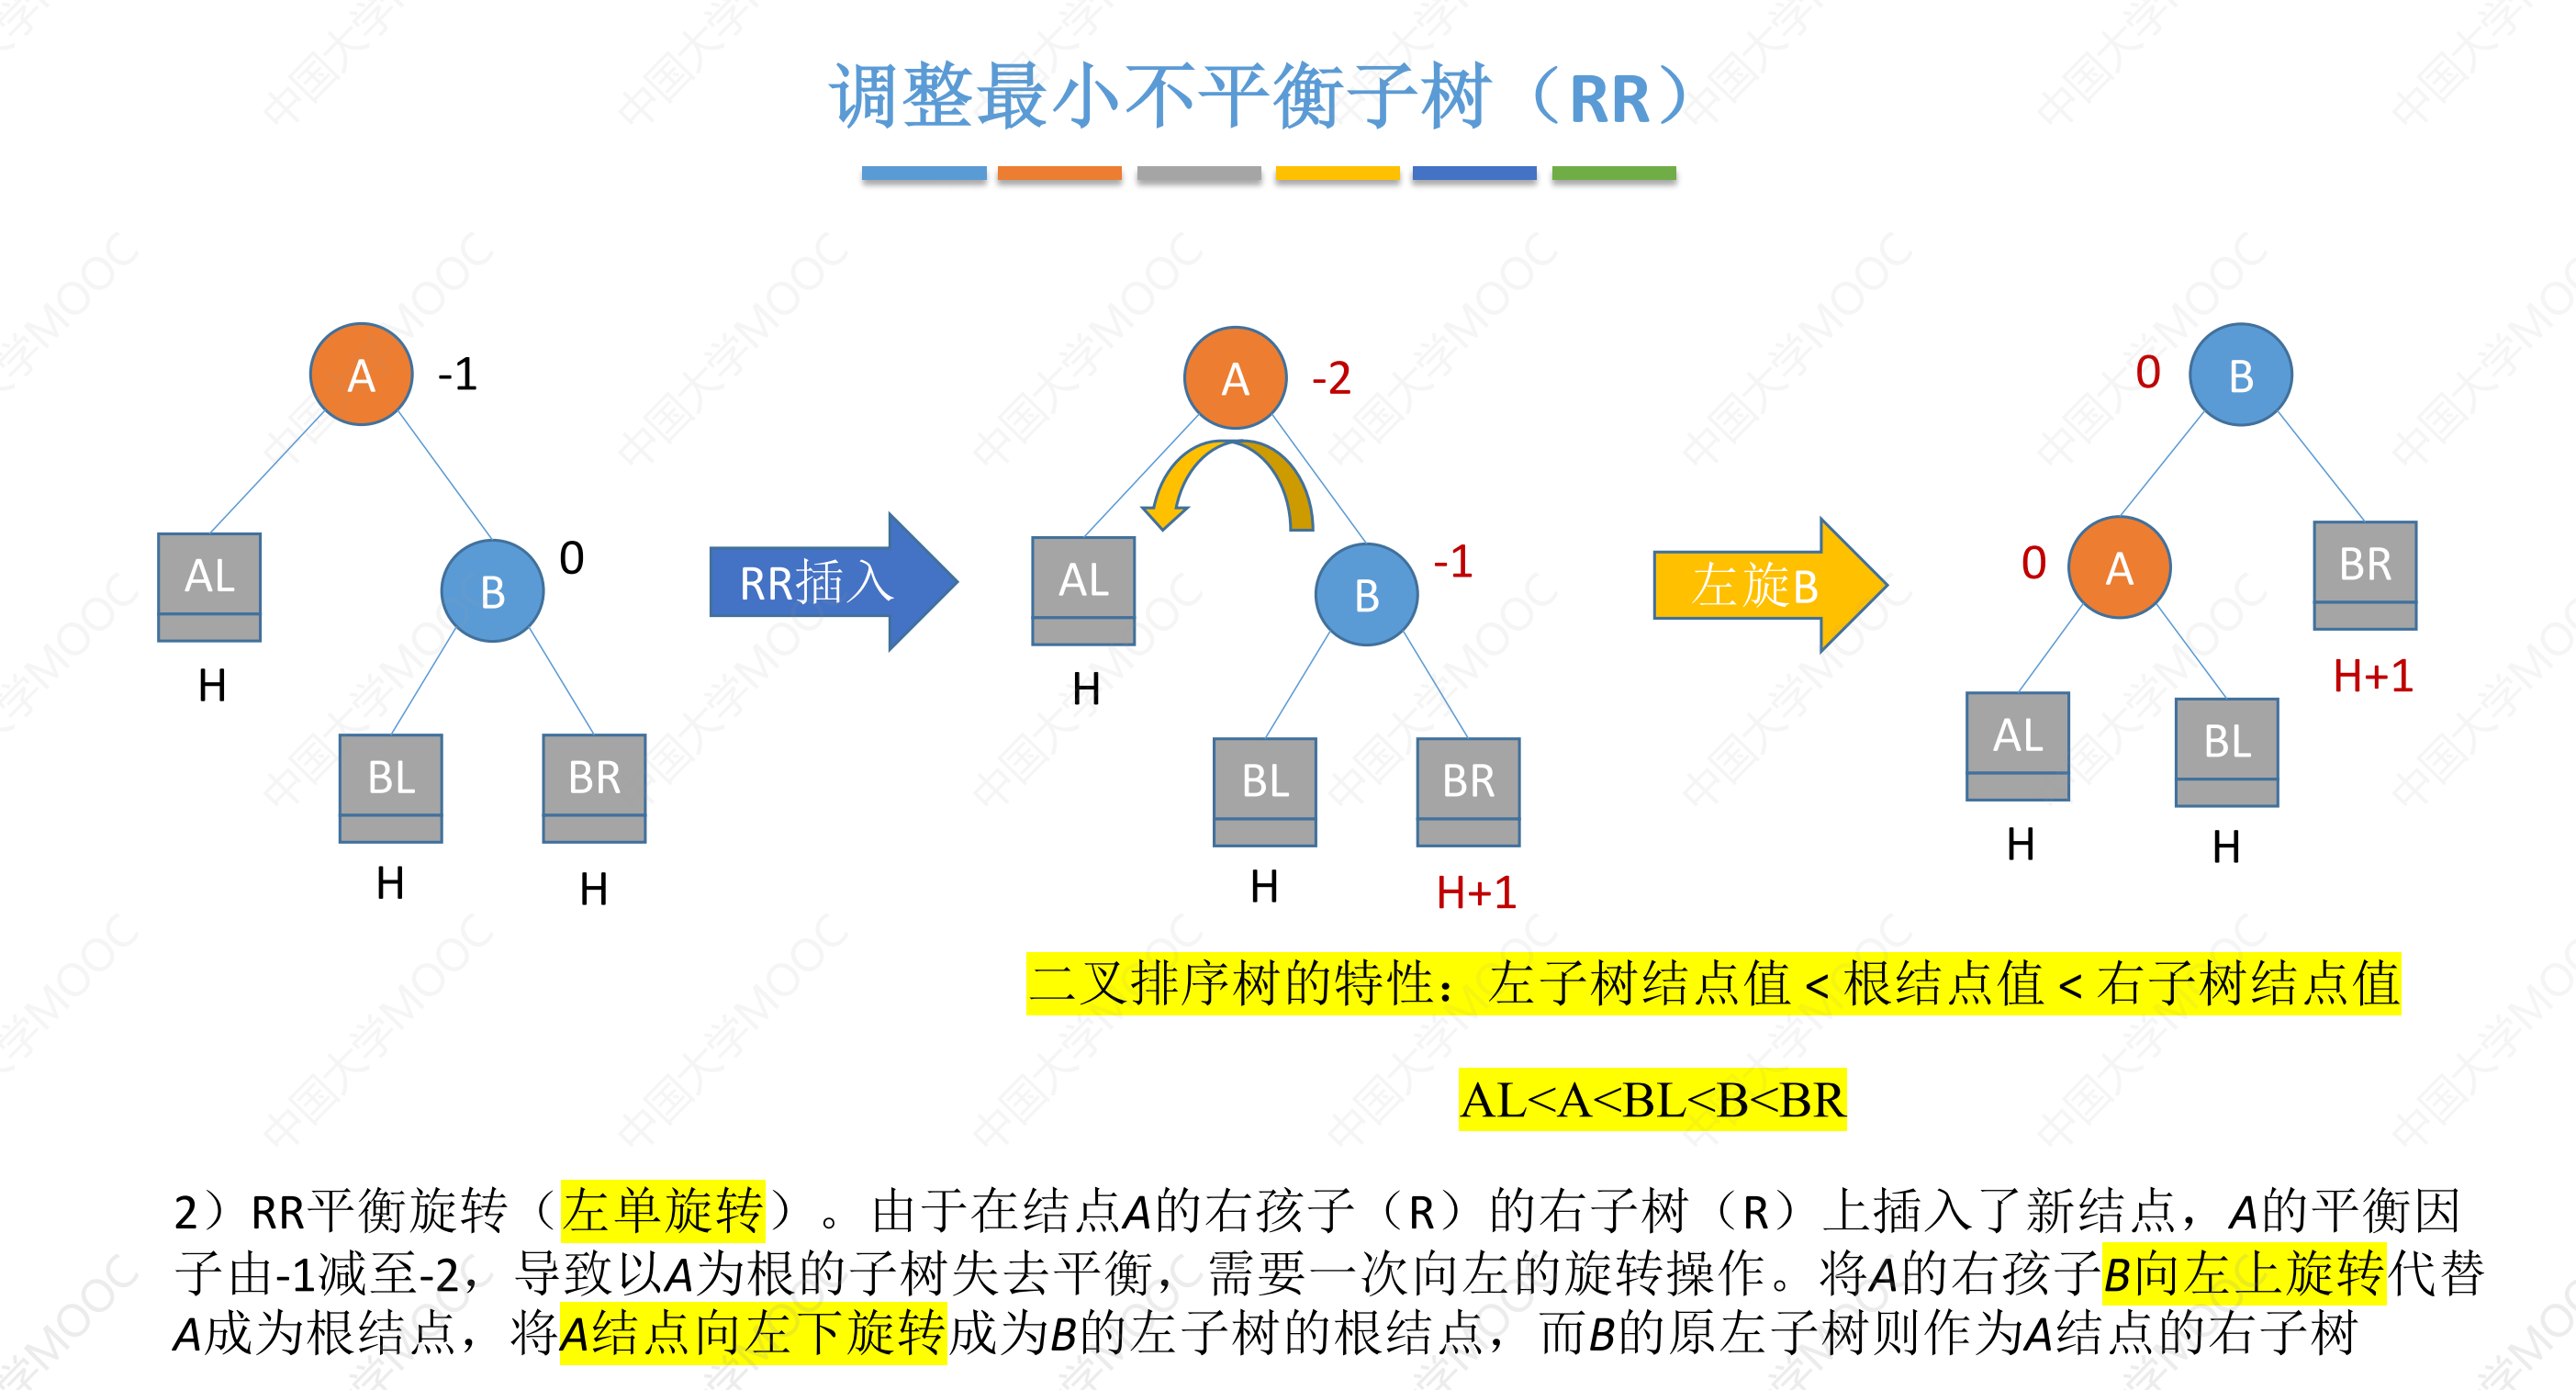 调整最小不平衡子树（RR）
A
-1
AL
H
B
0
BL
H
BR
H
RR插入
A
-2
AL
H
B
-1
BL
H
BR
H+1
左旋B
B
0
A
0
AL
H
BL
H
BR
H+1
二叉排序树的特性：左子树结点值 < 根结点值 < 右子树结点值
AL<A<BL<B<BR
2）RR平衡旋转（左单旋转）。由于在结点A的右孩子（R）的右子树（R）上插入了新结点，A的平衡因
子由-1减至-2，导致以A为根的子树失去平衡，需要一次向左的旋转操作。将A的右孩子B向左上旋转代替
A成为根结点，将A结点向左下旋转成为B的左子树的根结点，而B的原左子树则作为A结点的右子树
中国大学MOOC